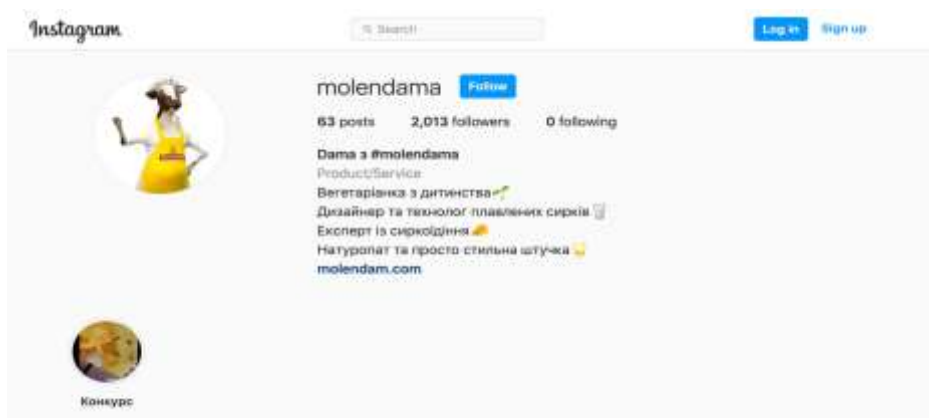 Instagram
Search
Log in Sign up
molendama Follow
63 posts 2,013 followers 0 following
Dama з #molendama
Product/Service
Вегетаріанка з дитинства
Дизайнер та технолог плавлених сирків
Експерт із сироїдіння
Натуропат та просто стильна штучка
molendam.com
Конкурс